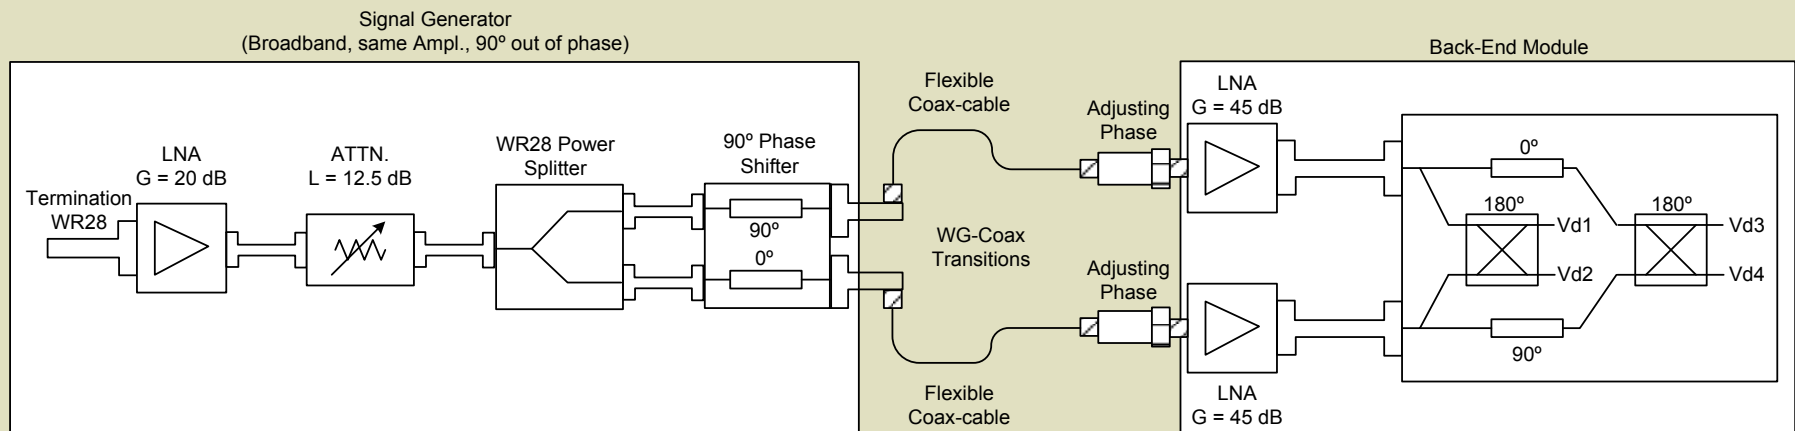 Signal Generator
(Broadband, same Ampl., 90º out of phase)
Back-End Module
Termination
WR28
LNA
G = 20 dB
ATTN.
L = 12.5 dB
WR28 Power
Splitter
90º Phase
Shifter
90º
0º
Flexible
Coax-cable
WG-Coax
Transitions
Flexible
Coax-cable
Adjusting
Phase
Adjusting
Phase
LNA
G = 45 dB
LNA
G = 45 dB
0º
180º
Vd1
Vd2
180º
Vd3
Vd4
90º